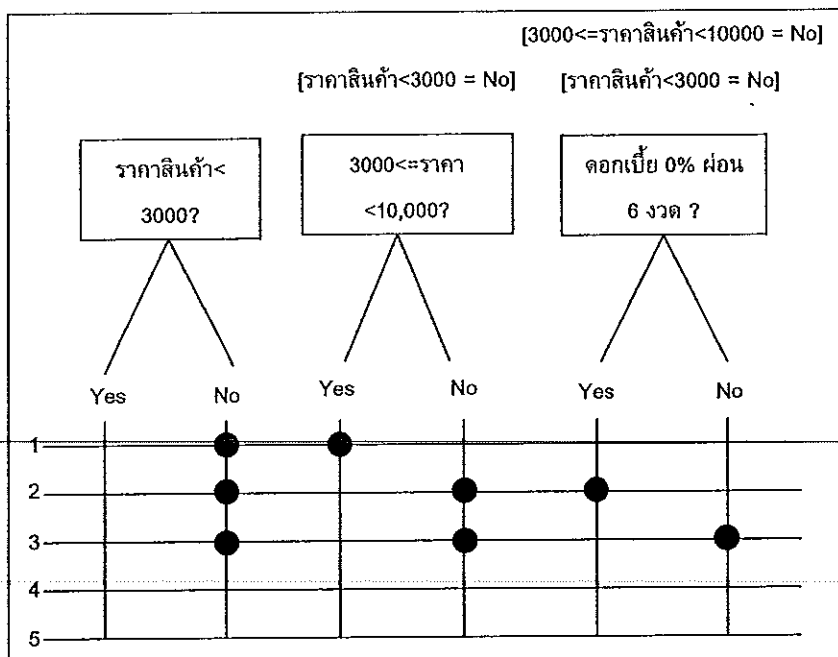 [3000<=ราคาสินค้า<10000 = No]
[ราคาสินค้า<3000 = No]
[ราคาสินค้า<3000 = No]
ราคาสินค้า<
3000?
3000<=ราคา
<10,000?
ดอกเบี้ย 0% ผ่อน
6 งวด ?
Yes
No
Yes
No
Yes
No
1
2
3
4
5